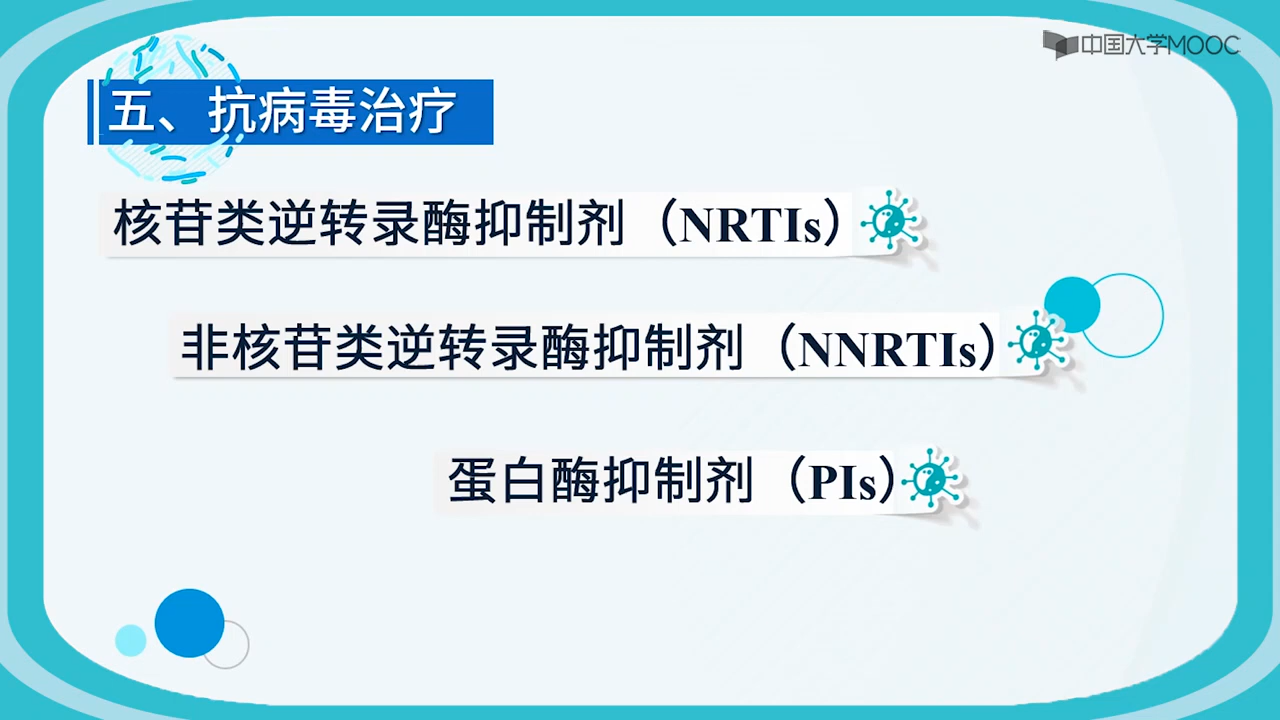 中国大学MOOC
五、抗病毒治疗
核苷类逆转录酶抑制剂（NRTIs）
非核苷类逆转录酶抑制剂（NNRTIs）
蛋白酶抑制剂（PIs）